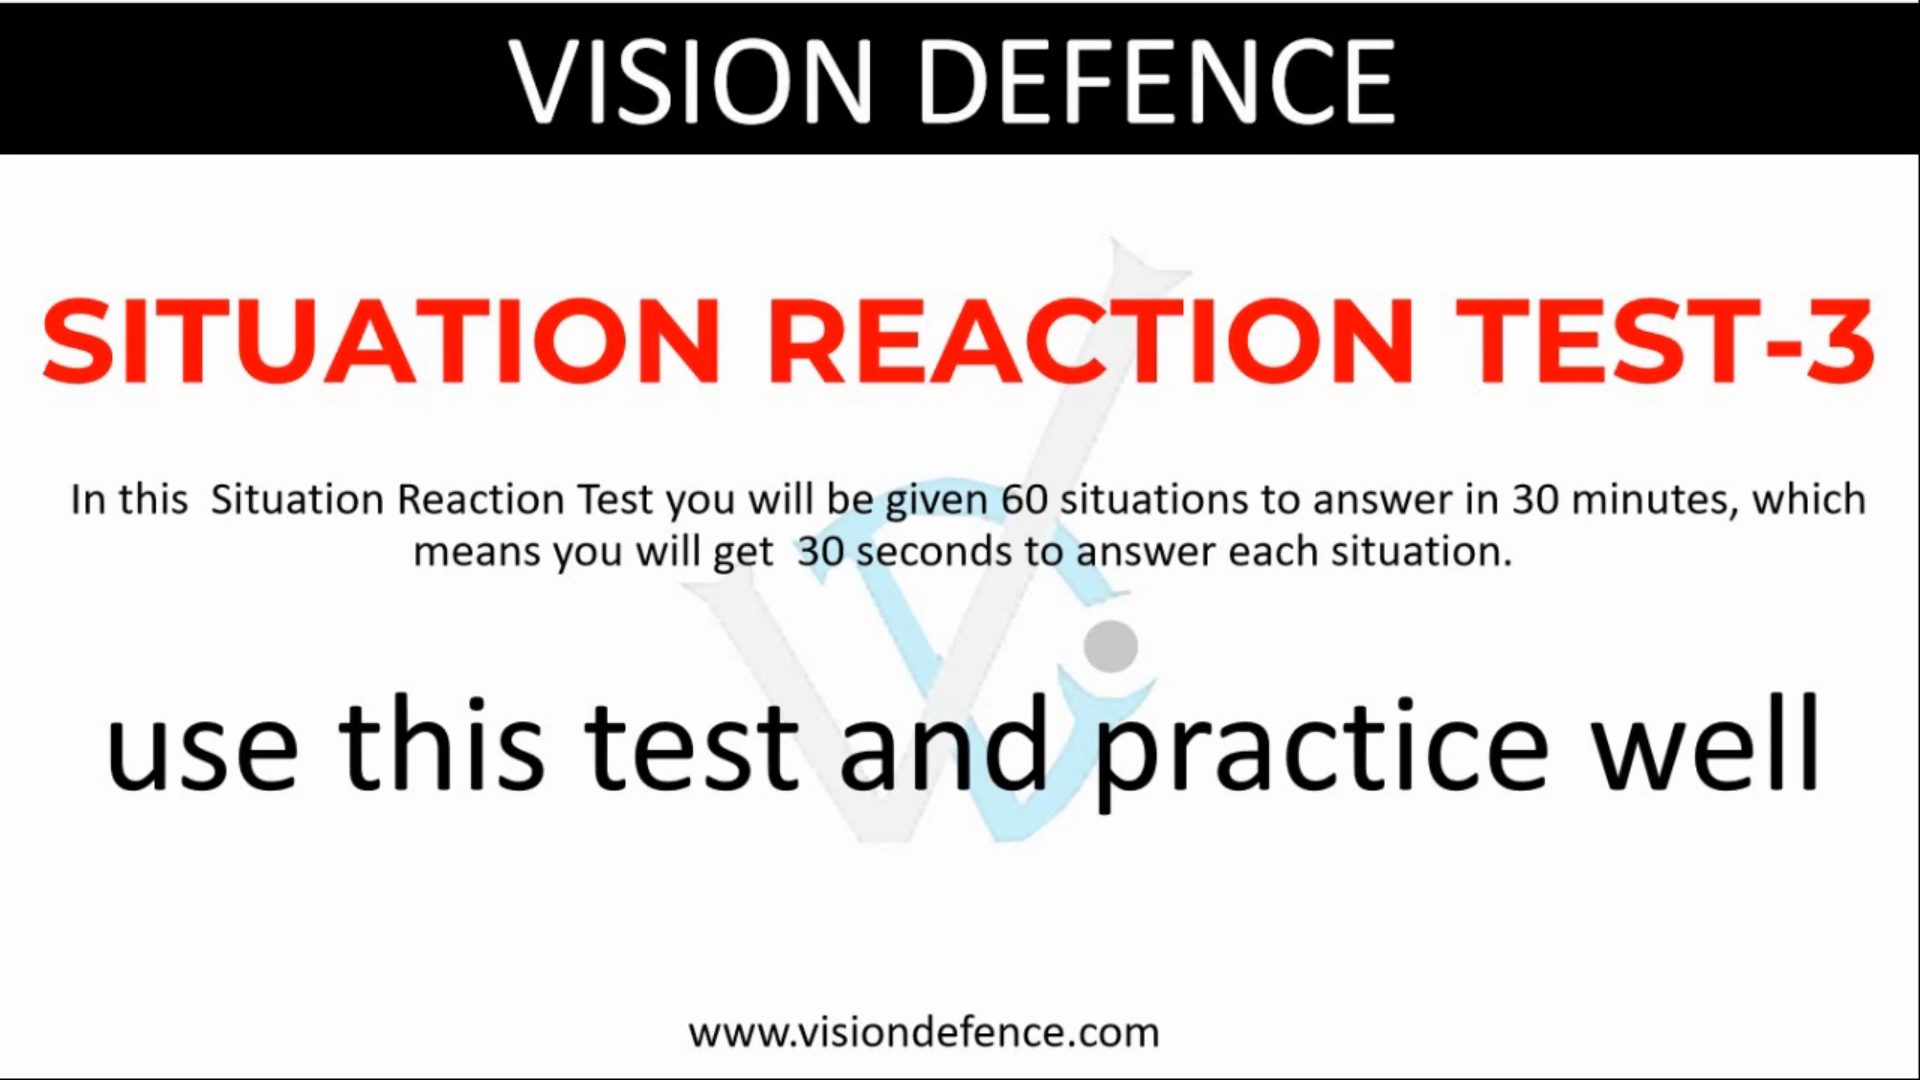 VISION DEFENCE
SITUATION REACTION TEST-3
In this  Situation Reaction Test you will be given 60 situations to answer in 30 minutes, which
means you will get  30 seconds to answer each situation.
use this test and practice well
www.visiondefence.com